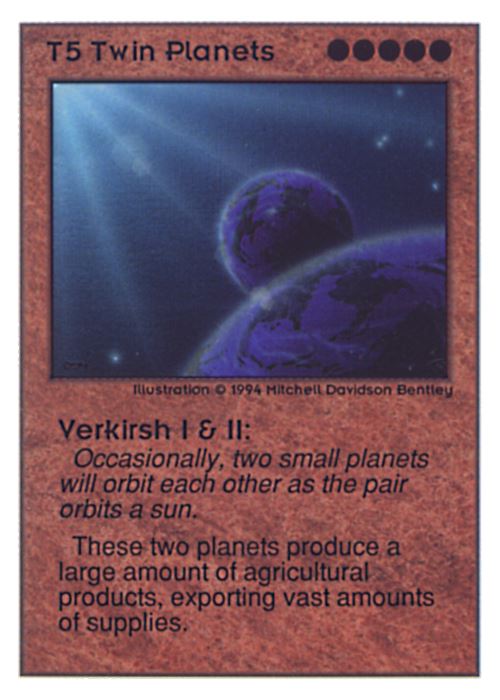 T5 Twin Planets
Illustration © 1994 Mitchell Davidson Bentley
Verkirsh I & II:
Occasionally, two small planets
will orbit each other as the pair
orbits a sun.
These two planets produce a
large amount of agricultural
products, exporting vast amounts
of supplies.